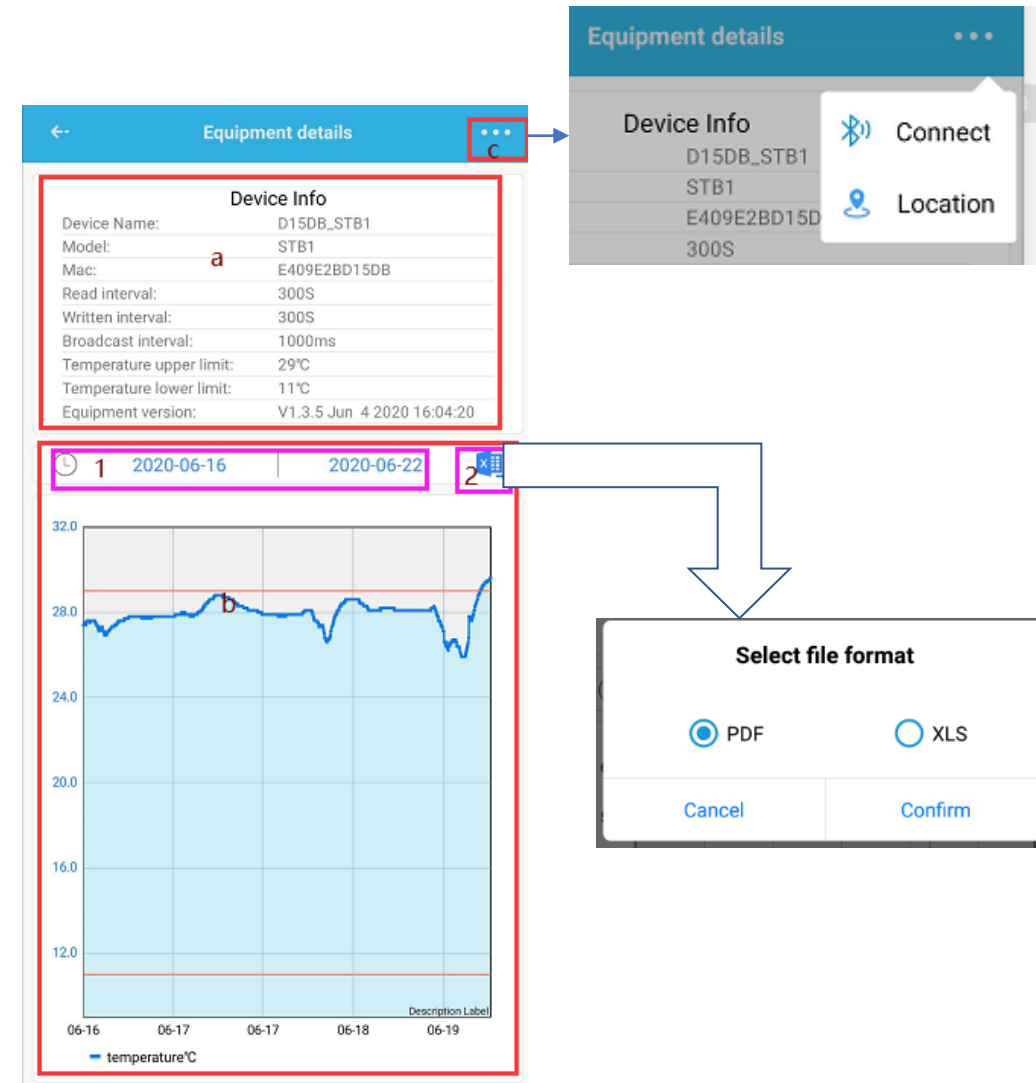 Equipment details
c
Device Info
Device Name: D15DB_STB1
Model: STB1
a
Mac: E409E2BD15DB
Read interval: 300S
Written interval: 300S
Broadcast interval: 1000ms
Temperature upper limit: 29℃
Temperature lower limit: 11℃
Equipment version: V1.3.5 Jun 4 2020 16:04:20
1 2020-06-16 2020-06-22 2
32.0
28.0
b
24.0
20.0
16.0
12.0
Description Label
06-16 06-17 06-17 06-18 06-19
temperature℃
Equipment details
Device Info
D15DB_STB1
STB1
E409E2BD15D
300S
Connect
Location
Select file format
PDF XLS
Cancel Confirm